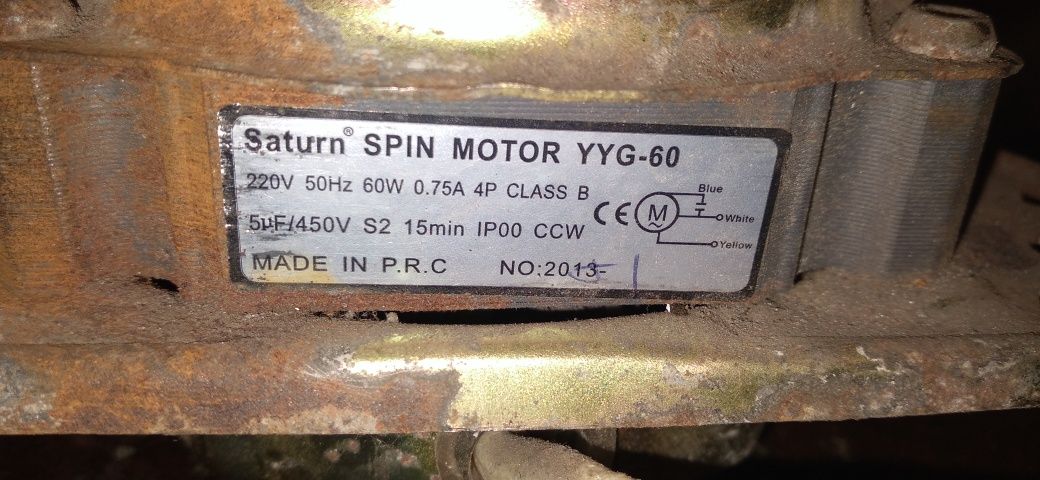 Saturn® SPIN MOTOR YYG-60
220V 50Hz 60W 0.75A 4P CLASS B
5µF/450V S2 15min IP00 CCW
MADE IN P.R.C NO:2013-
CE
M
~
Blue
White
Yellow